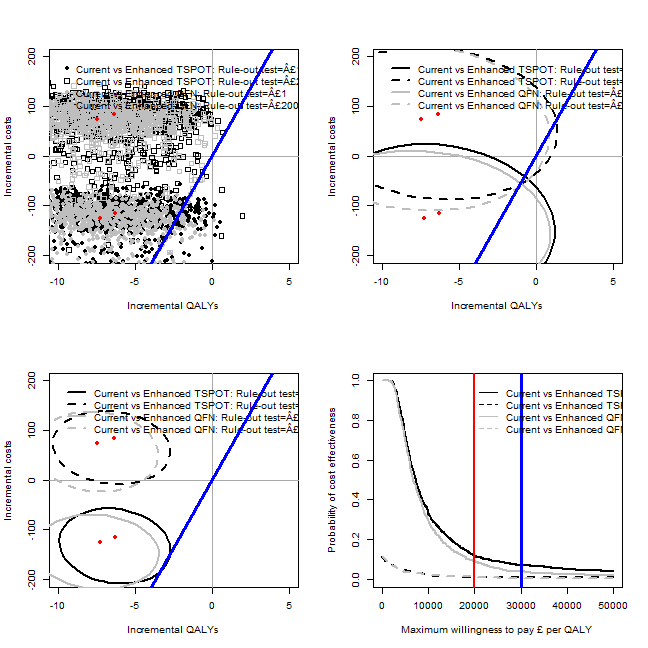 Current vs Enhanced TSPOT: Rule-out test=Â£1
Current vs Enhanced TSPOT: Rule-out test=Â£
Current vs Enhanced QFN: Rule-out test=Â£1
Current vs Enhanced QFN: Rule-out test=Â£200
200
100
0
-100
-200
-10
-5
0
5
Incremental costs
Incremental QALYs
Current vs Enhanced TSPOT: Rule-out test=
Current vs Enhanced TSPOT: Rule-out test=Â£
Current vs Enhanced QFN: Rule-out test=Â£
Current vs Enhanced QFN: Rule-out test=Â£
200
100
0
-100
-200
-10
-5
0
5
Incremental costs
Incremental QALYs
Current vs Enhanced TSPOT: Rule-out test=
Current vs Enhanced TSPOT: Rule-out test=
Current vs Enhanced QFN: Rule-out test=Â£
Current vs Enhanced QFN: Rule-out test=Â£
200
100
0
-100
-200
-10
-5
0
5
Incremental costs
Incremental QALYs
Current vs Enhanced TSP
Current vs Enhanced TSP
Current vs Enhanced QFN
Current vs Enhanced QFN
1.0
0.8
0.6
0.4
0.2
0.0
0
10000
20000
30000
40000
50000
Probability of cost effectiveness
Maximum willingness to pay £ per QALY